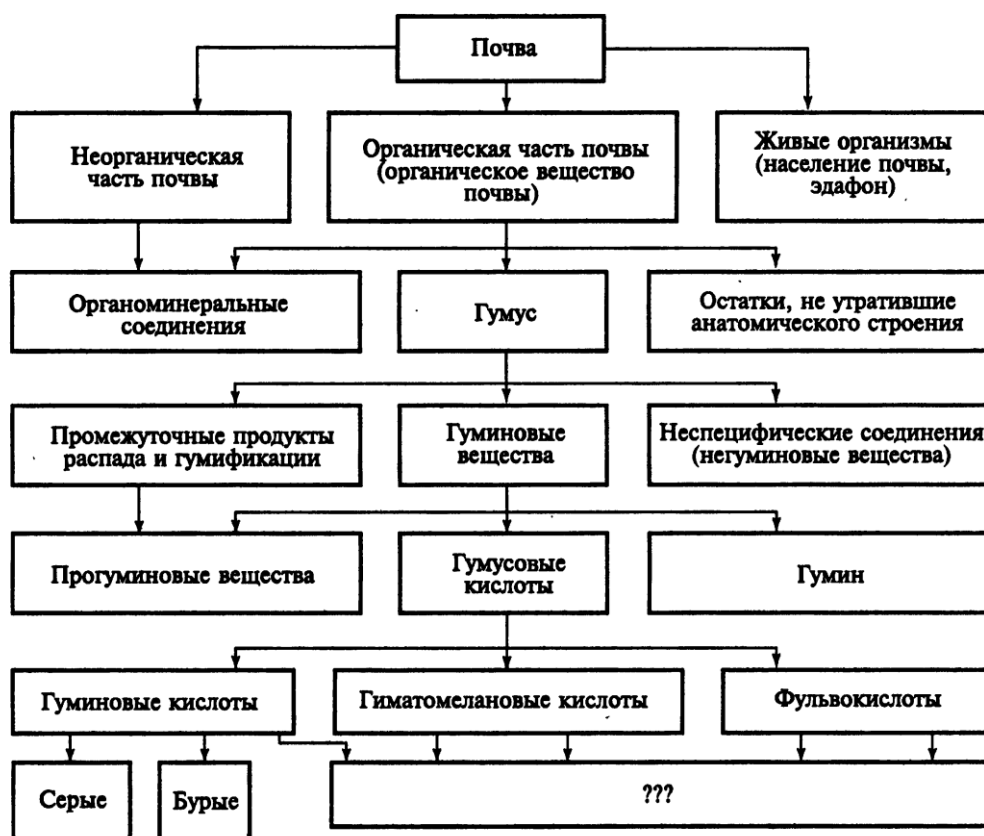 Почва
Неорганическая
часть почвы
Органическая часть почвы
(органическое вещество
почвы)
Живые организмы
(население почвы,
эдафон)
Органоминеральные
соединения
Гумус
Остатки, не утратившие
анатомического строения
Промежуточные продукты
распада и гумификации
Гуминовые
вещества
Неспецифические соединения
(негуминовые вещества)
Прогуминовые вещества
Гумусовые
кислоты
Гумин
Гуминовые кислоты
Гиматомелановые кислоты
Фульвокислоты
Серые
Бурые
???